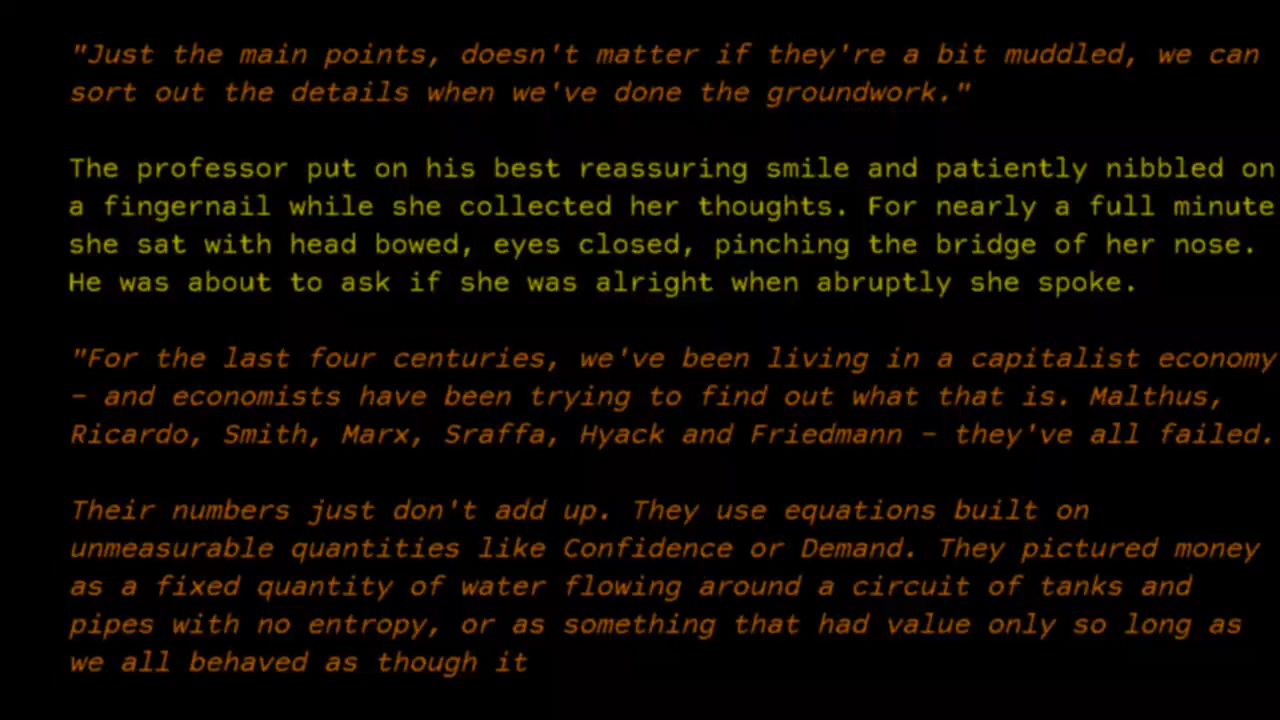 "Just the main points, doesn't matter if they're a bit muddled, we can
sort out the details when we've done the groundwork."
The professor put on his best reassuring smile and patiently nibbled on
a fingernail while she collected her thoughts. For nearly a full minute
she sat with head bowed, eyes closed, pinching the bridge of her nose.
He was about to ask if she was alright when abruptly she spoke.
"For the last four centuries, we've been living in a capitalist economy
– and economists have been trying to find out what that is. Malthus,
Ricardo, Smith, Marx, Sraffa, Hyack and Friedmann – they've all failed.
Their numbers just don't add up. They use equations built on
unmeasurable quantities like Confidence or Demand. They pictured money
as a fixed quantity of water flowing around a circuit of tanks and
pipes with no entropy, or as something that had value only so long as
we all behaved as though it